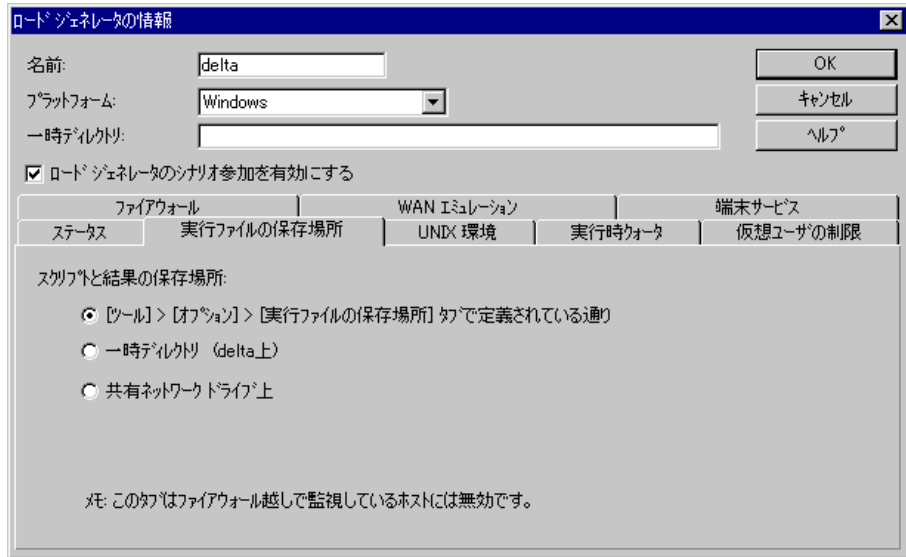 ロード ジェネレータの情報
名前:
delta
OK
プラットフォーム:
Windows
キャンセル
一時ディレクトリ:
ヘルプ
ロード ジェネレータのシナリオ参加を有効にする
ファイアウォール
WAN エミュレーション
端末サービス
ステータス
実行ファイルの保存場所
UNIX 環境
実行時クォータ
仮想ユーザの制限
スクリプトと結果の保存場所:
[ツール] > [オプション] > [実行ファイルの保存場所] タブで定義されている通り
一時ディレクトリ (delta上)
共有ネットワーク ドライブ上
メモ: このタブはファイアウォール越しで監視しているホストには無効です。